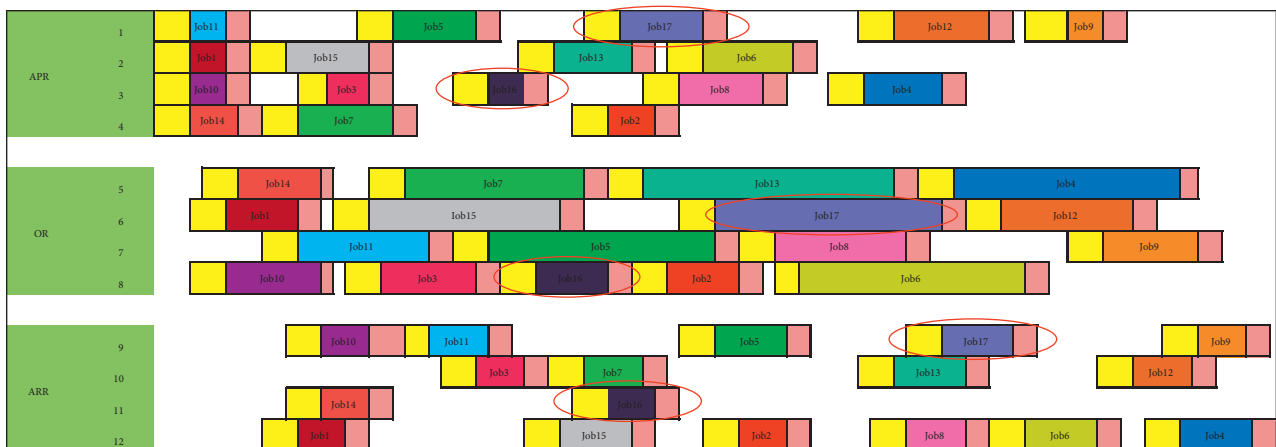 1 Job11 Job5 Job17 Job12 Job9
2 Job1 Job15 Job13 Job6
APR
3 Job10 Job3 Job16 Job8 Job4
4 Job14 Job7 Job2
5 Job14 Job7 Job13 Job4
6 Job1 Iob15 Job17 Job12
OR
7 Job11 Job5 Job8 Job9
8 Job10 Job3 Job16 Job2 Job6
9 Job10 Job11 Job5 Job17 Job9
10 Job3 Job7 Job13 Job12
ARR
11 Job14 Job16
12 Job1 Job15 Job2 Job8 Job6 Job4